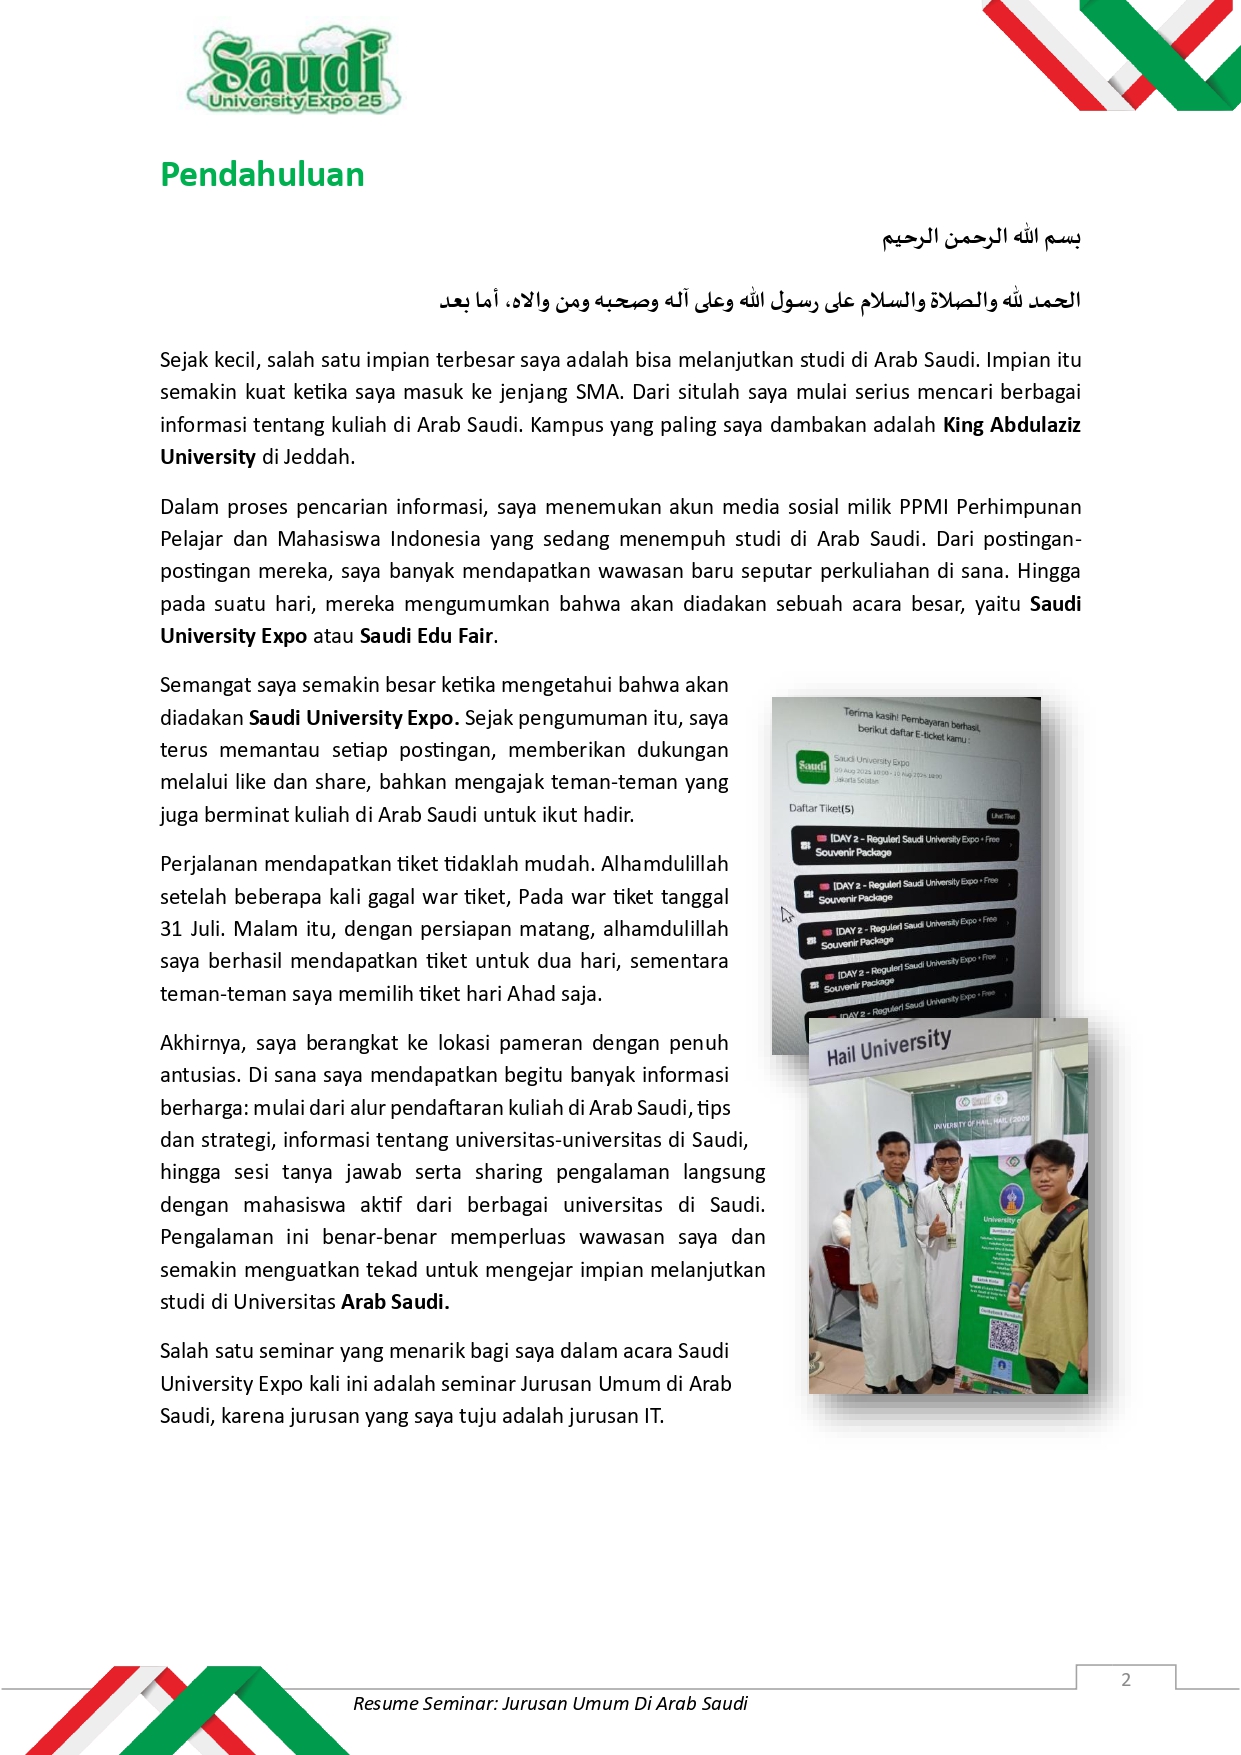 Saudi
University Expo 25
Pendahuluan
بسم الله الرحمن الرحيم
الحمد لله والصلاة والسلام على رسول الله وعلى آله وصحبه ومن والاه، أما بعد
Sejak kecil, salah satu impian terbesar saya adalah bisa melanjutkan studi di Arab Saudi. Impian itu
semakin kuat ketika saya masuk ke jenjang SMA. Dari situlah saya mulai serius mencari berbagai
informasi tentang kuliah di Arab Saudi. Kampus yang paling saya dambakan adalah King Abdulaziz
University di Jeddah.
Dalam proses pencarian informasi, saya menemukan akun media sosial milik PPMI Perhimpunan
Pelajar dan Mahasiswa Indonesia yang sedang menempuh studi di Arab Saudi. Dari postingan-
postingan mereka, saya banyak mendapatkan wawasan baru seputar perkuliahan di sana. Hingga
pada suatu hari, mereka mengumumkan bahwa akan diadakan sebuah acara besar, yaitu Saudi
University Expo atau Saudi Edu Fair.
Semangat saya semakin besar ketika mengetahui bahwa akan
diadakan Saudi University Expo. Sejak pengumuman itu, saya
terus memantau setiap postingan, memberikan dukungan
melalui like dan share, bahkan mengajak teman-teman yang
juga berminat kuliah di Arab Saudi untuk ikut hadir.
Perjalanan mendapatkan tiket tidaklah mudah. Alhamdulillah
setelah beberapa kali gagal war tiket, Pada war tiket tanggal
31 Juli. Malam itu, dengan persiapan matang, alhamdulillah
saya berhasil mendapatkan tiket untuk dua hari, sementara
teman-teman saya memilih tiket hari Ahad saja.
Akhirnya, saya berangkat ke lokasi pameran dengan penuh
antusias. Di sana saya mendapatkan begitu banyak informasi
berharga: mulai dari alur pendaftaran kuliah di Arab Saudi, tips
dan strategi, informasi tentang universitas-universitas di Saudi,
hingga sesi tanya jawab serta sharing pengalaman langsung
dengan mahasiswa aktif dari berbagai universitas di Saudi.
Pengalaman ini benar-benar memperluas wawasan saya dan
semakin menguatkan tekad untuk mengejar impian melanjutkan
studi di Universitas Arab Saudi.
Salah satu seminar yang menarik bagi saya dalam acara Saudi
University Expo kali ini adalah seminar Jurusan Umum di Arab
Saudi, karena jurusan yang saya tuju adalah jurusan IT.
Terima kasih! Pembayaran berhasil,
berikut daftar E-ticket kamu :
Saudi
Saudi University Expo
Jakarta Selatan
Daftar Tiket(5)
Lihat Tiket
[DAY 2 - Reguler] Saudi University Expo + Free
Souvenir Package
[DAY 2 - Reguler] Saudi University Expo + Free
Souvenir Package
[DAY 2 - Reguler] Saudi University Expo + Free
Souvenir Package
[DAY 2 - Reguler] Saudi University Expo + Free
Souvenir Package
[DAY 2 - Reguler] Saudi University Expo + Free
Hail University
UNIVERSITY OF HAIL, HAIL
University
2
Resume Seminar: Jurusan Umum Di Arab Saudi